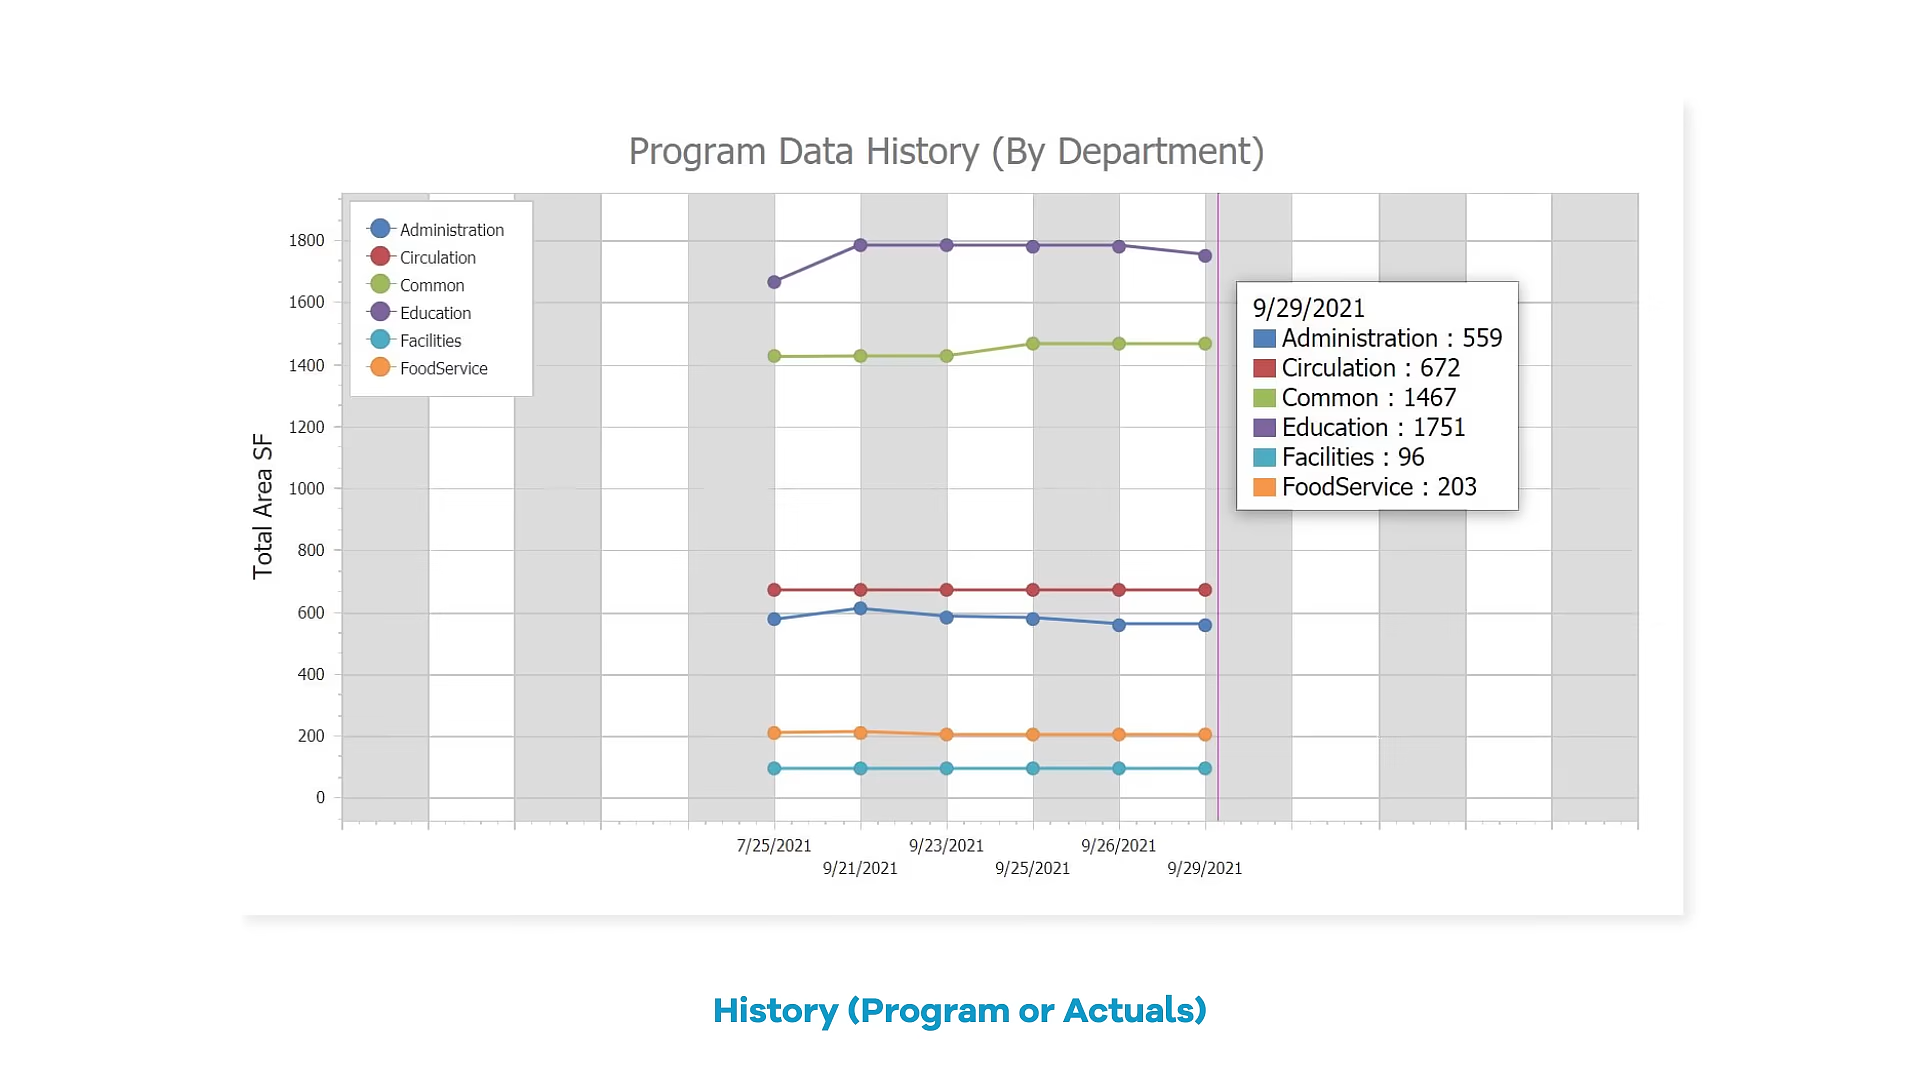 Program Data History (By Department)
Administration
Circulation
Common
Education
Facilities
FoodService
Total Area SF
1800
1600
1400
1200
1000
800
600
400
200
0
9/29/2021
Administration : 559
Circulation : 672
Common : 1467
Education : 1751
Facilities : 96
FoodService : 203
7/25/2021
9/21/2021
9/23/2021
9/25/2021
9/26/2021
9/29/2021
History (Program or Actuals)